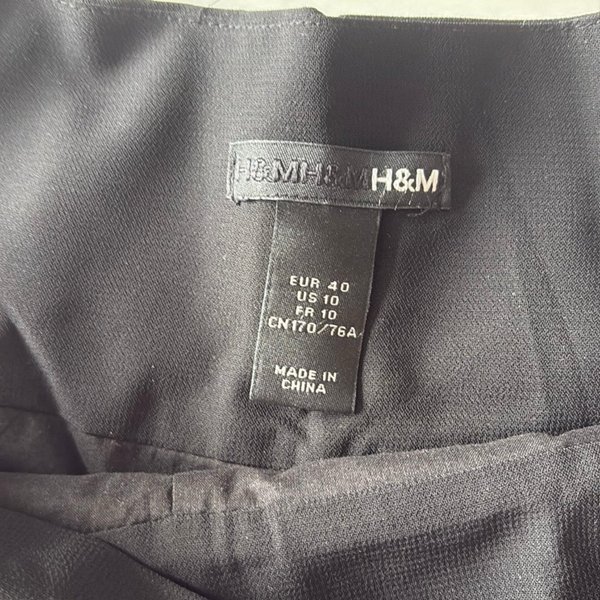 H&MH&MH&M
EUR 40
US 10
FR 10
CN170/76A
MADE IN
CHINA